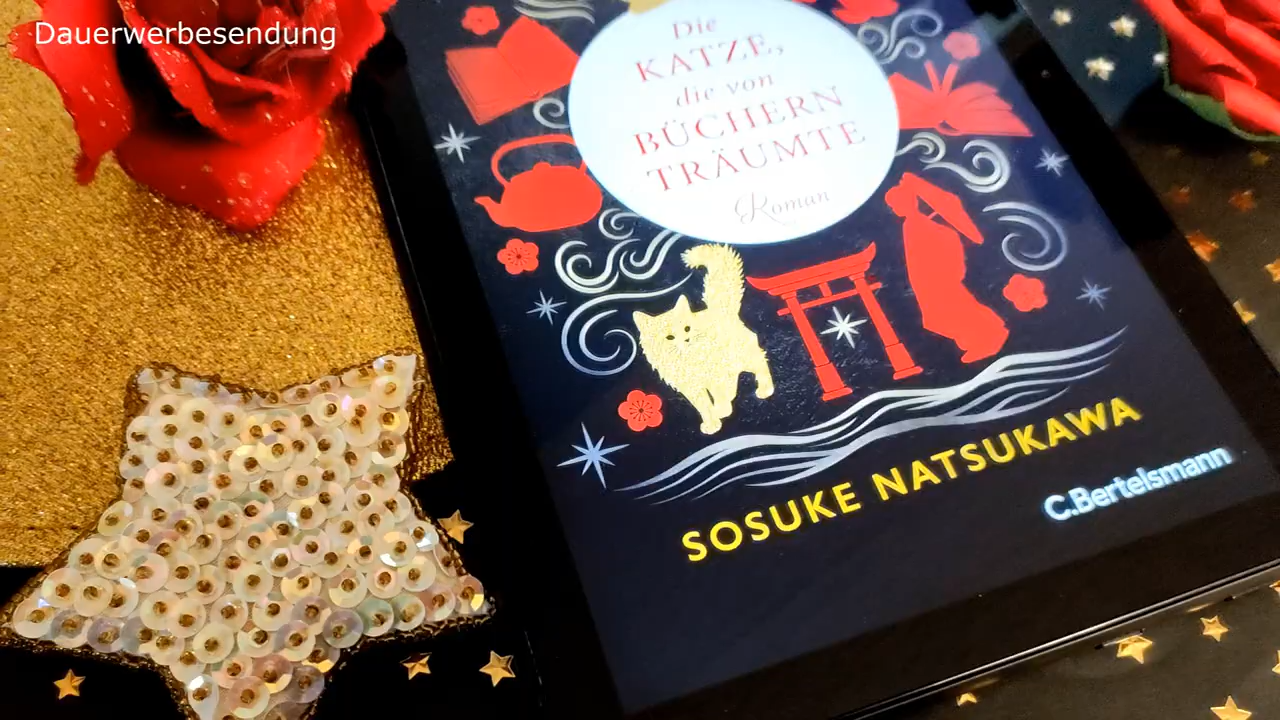 Dauerwerbesendung
Die
KATZE,
die von
BÜCHERN
TRÄUMTE
Roman
SOSUKE NATSUKAWA
C.Bertelsmann